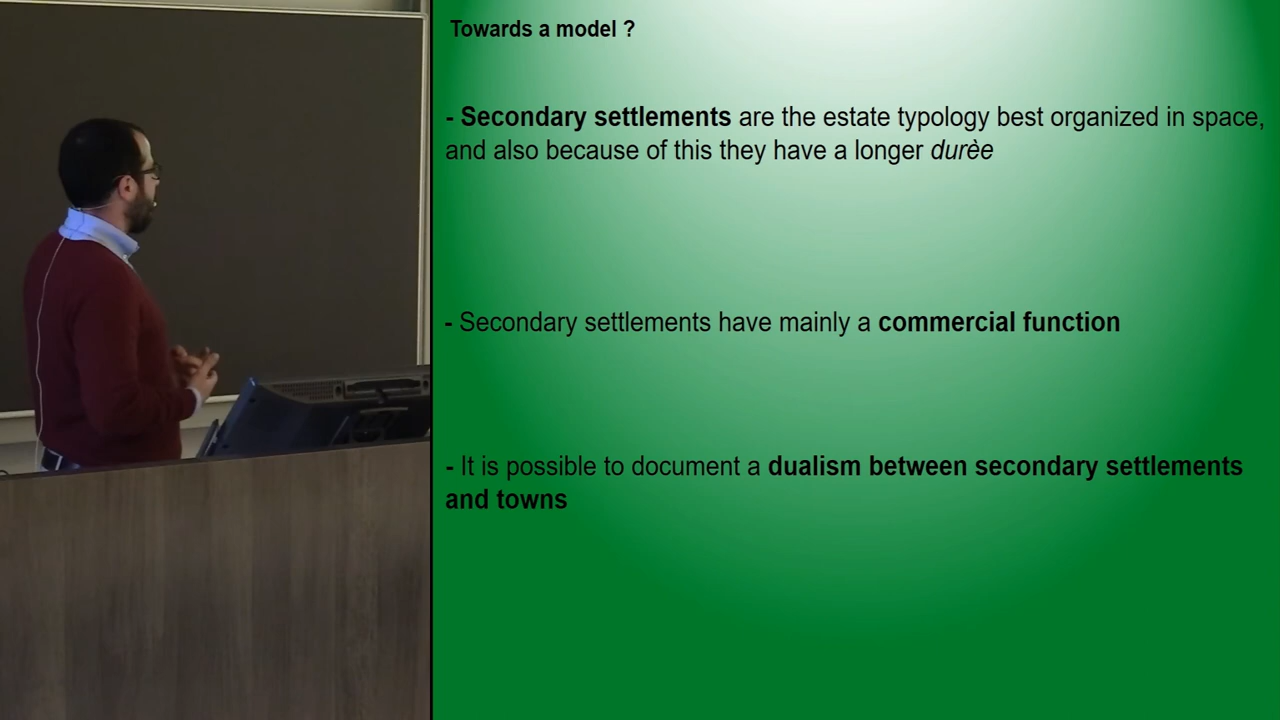 Towards a model ?
- Secondary settlements are the estate typology best organized in space,
and also because of this they have a longer durèe
- Secondary settlements have mainly a commercial function
- It is possible to document a dualism between secondary settlements
and towns